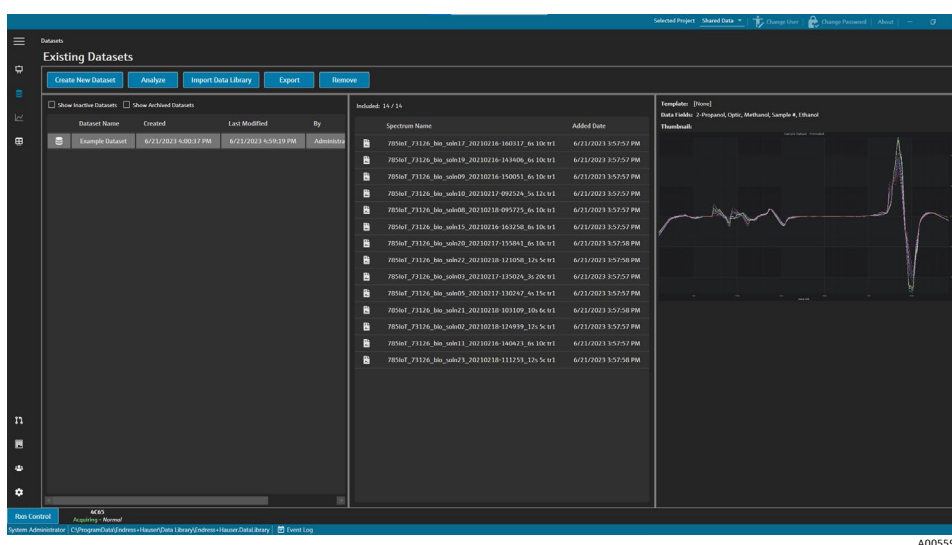 Selected Project Shared Data Change User Change Password About
Datasets
Existing Datasets
Create New Dataset Analyze Import Data Library Export Remove
Show Inactive Datasets Show Archived Datasets
Dataset Name Created Last Modified By
Example Dataset 6/21/2023 4:00:37 PM 6/21/2023 4:59:19 PM Administra
Included: 14 / 14
Spectrum Name Added Date
785IoT_73126_bio_soln17_20210216-160317_6s 10c tr1 6/21/2023 3:57:57 PM
785IoT_73126_bio_soln19_20210216-143406_6s 10c tr1 6/21/2023 3:57:57 PM
785IoT_73126_bio_soln09_20210216-150051_6s 10c tr1 6/21/2023 3:57:57 PM
785IoT_73126_bio_soln10_20210217-092524_5s 12c tr1 6/21/2023 3:57:57 PM
785IoT_73126_bio_soln08_20210218-095725_6s 10c tr1 6/21/2023 3:57:57 PM
785IoT_73126_bio_soln15_20210216-163258_6s 10c tr1 6/21/2023 3:57:57 PM
785IoT_73126_bio_soln20_20210217-155841_6s 10c tr1 6/21/2023 3:57:58 PM
785IoT_73126_bio_soln22_20210218-121058_12s 5c tr1 6/21/2023 3:57:58 PM
785IoT_73126_bio_soln03_20210217-135024_3s 20c tr1 6/21/2023 3:57:57 PM
785IoT_73126_bio_soln05_20210217-130247_4s 15c tr1 6/21/2023 3:57:57 PM
785IoT_73126_bio_soln21_20210218-103109_10s 6c tr1 6/21/2023 3:57:58 PM
785IoT_73126_bio_soln02_20210218-124939_12s 5c tr1 6/21/2023 3:57:57 PM
785IoT_73126_bio_soln11_20210216-140423_6s 10c tr1 6/21/2023 3:57:57 PM
785IoT_73126_bio_soln23_20210218-111253_12s 5c tr1 6/21/2023 3:57:58 PM
Template: [None]
Data Fields: 2-Propanol, Optic, Methanol, Sample #, Ethanol
Thumbnail:
Rxn Control 6C65
Acquiring - Normal
System Administrator C:\ProgramData\Endress+Hauser\Data Library\Endress+Hauser.DataLibrary Event Log